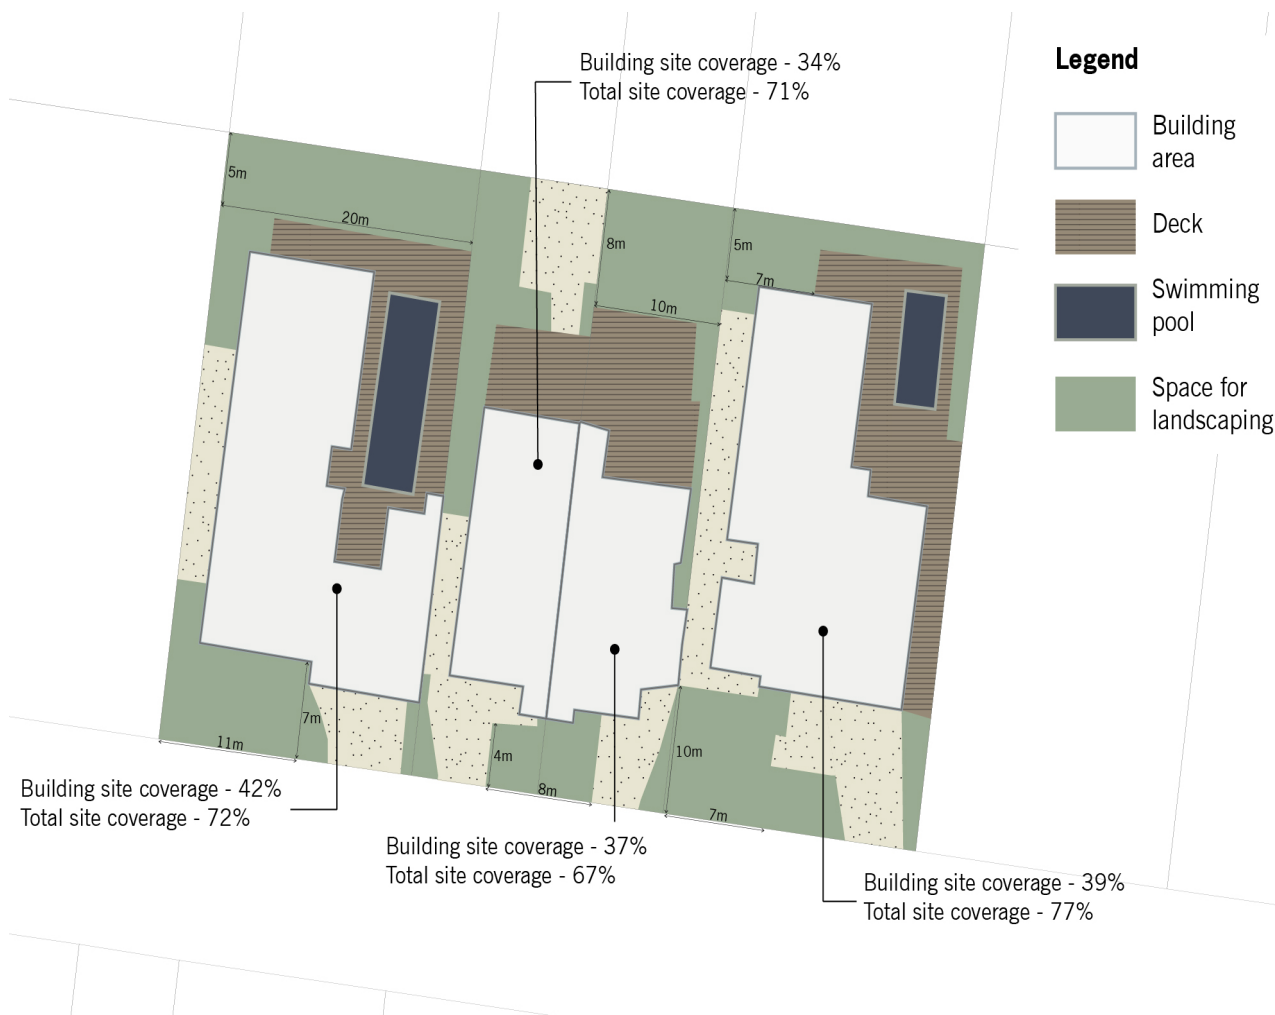 Building site coverage - 34%
Total site coverage - 71%
Legend
Building
area
Deck
Swimming
pool
Space for
landscaping
5m
20m
8m
10m
5m
7m
7m
11m
4m
8m
10m
7m
Building site coverage - 42%
Total site coverage - 72%
Building site coverage - 37%
Total site coverage - 67%
Building site coverage - 39%
Total site coverage - 77%